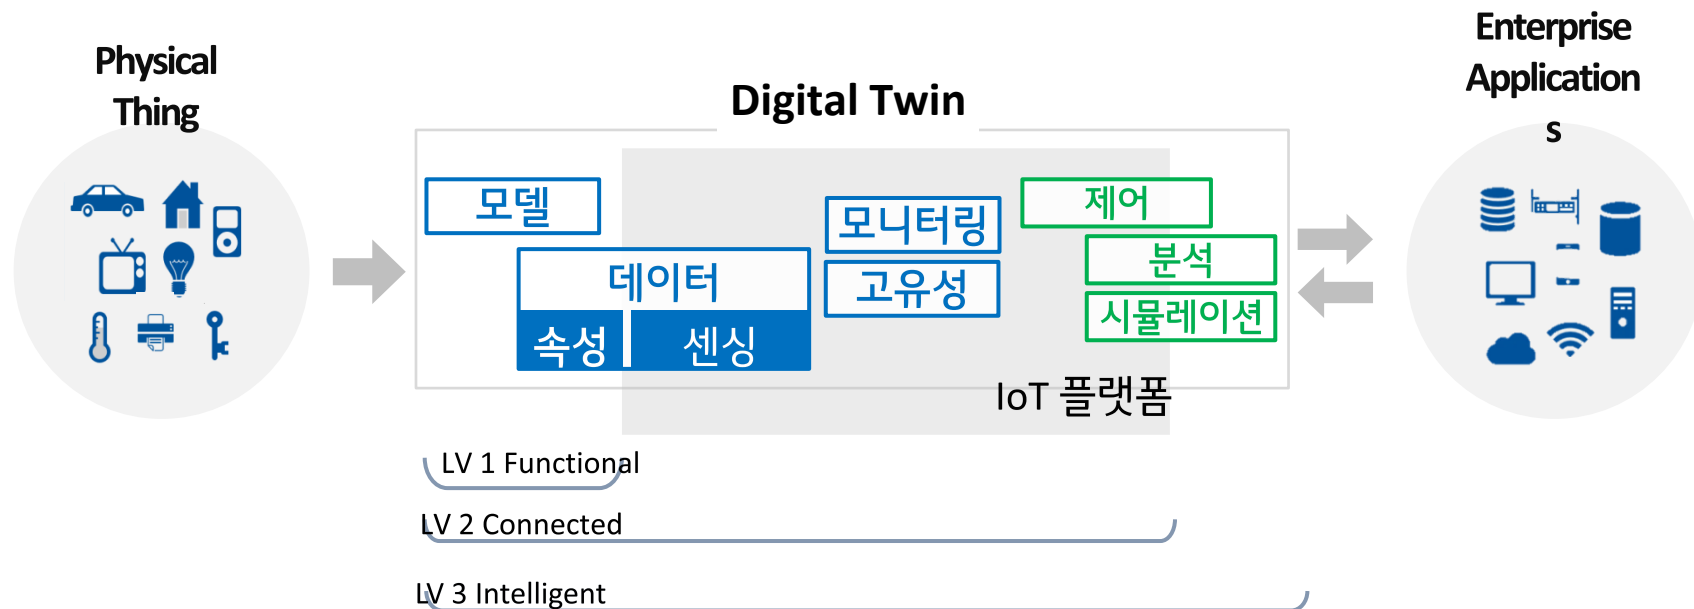 Physical
Thing
Digital Twin
Enterprise
Application
s
모델
데이터
속성
센싱
모니터링
고유성
제어
분석
시뮬레이션
IoT 플랫폼
LV 1 Functional
LV 2 Connected
LV 3 Intelligent